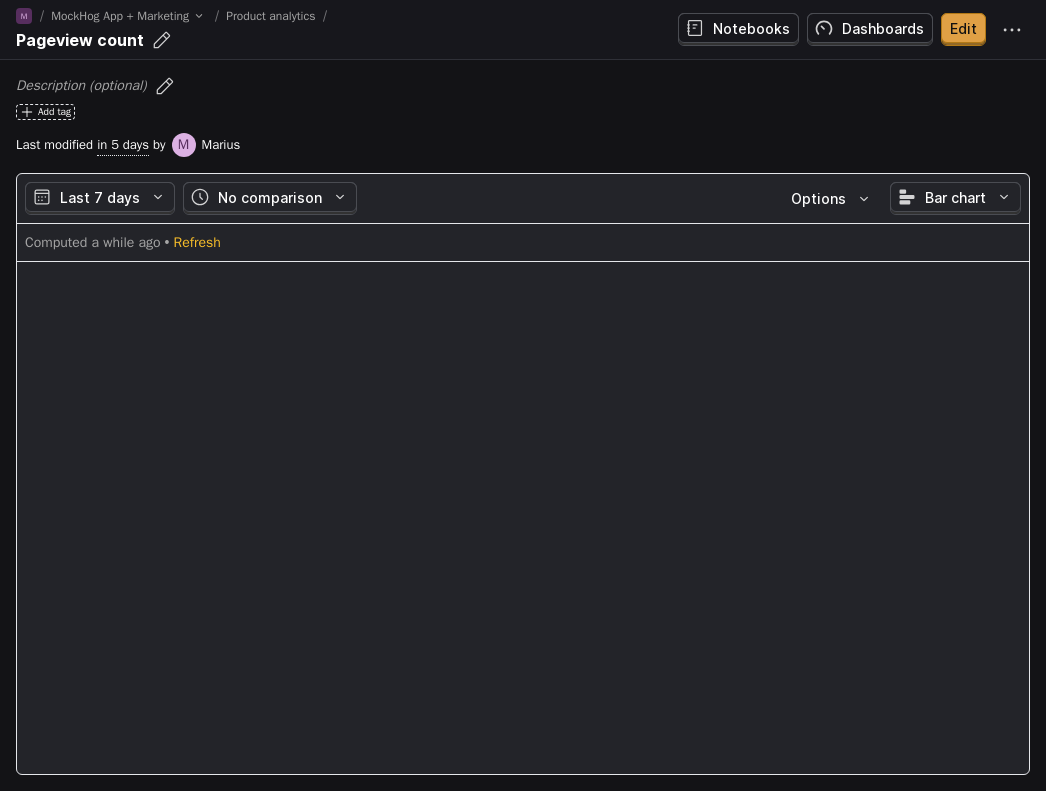 M / MockHog App + Marketing / Product analytics /
Pageview count
Notebooks
Dashboards
Edit
Description (optional)
Add tag
Last modified in 5 days by M Marius
Last 7 days
No comparison
Options
Bar chart
Computed a while ago • Refresh